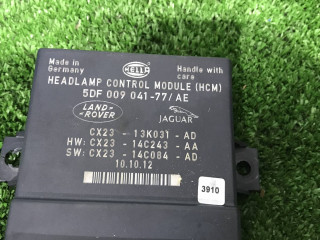 Made in Germany
HELLA
Handle with care
HEADLAMP CONTROL MODULE (HCM)
5DF 009 041-77/AE
LAND ROVER
JAGUAR
CX23 - 13K031 - AD
HW: CX23 - 14C243 - AA
SW: CX23 - 14C084 - AD
10.10.12
3910